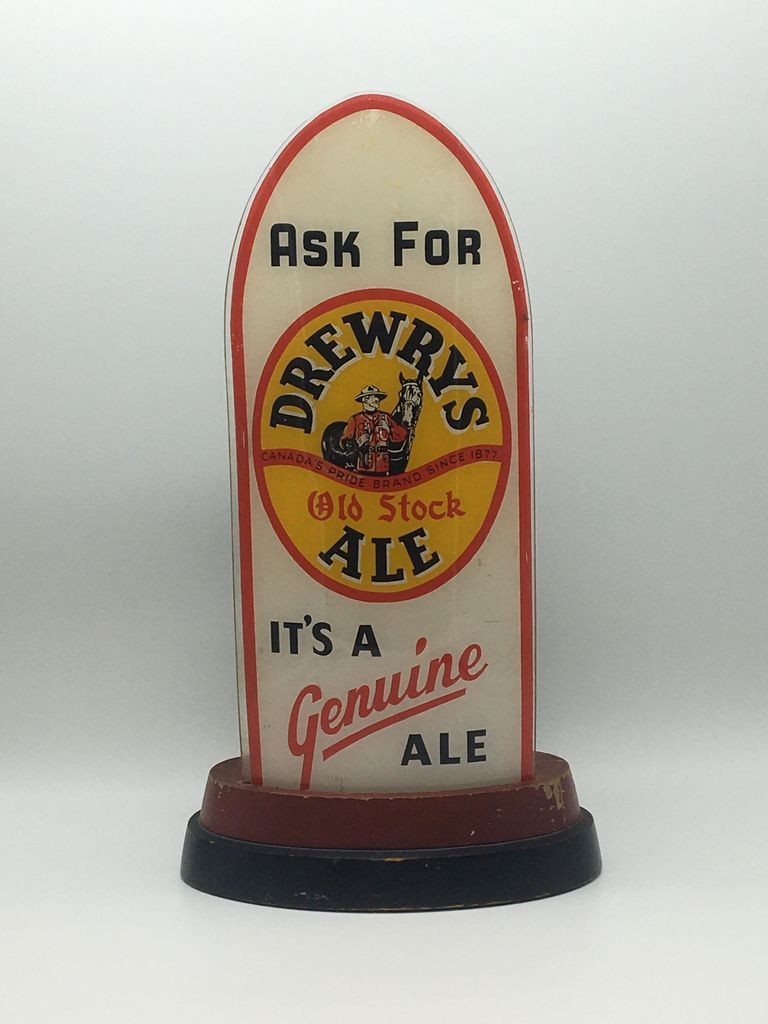 ASK FOR
DREWRYS
CANADA'S PRIDE BRAND SINCE 1877
Old Stock
ALE
IT'S A
Genuine
ALE